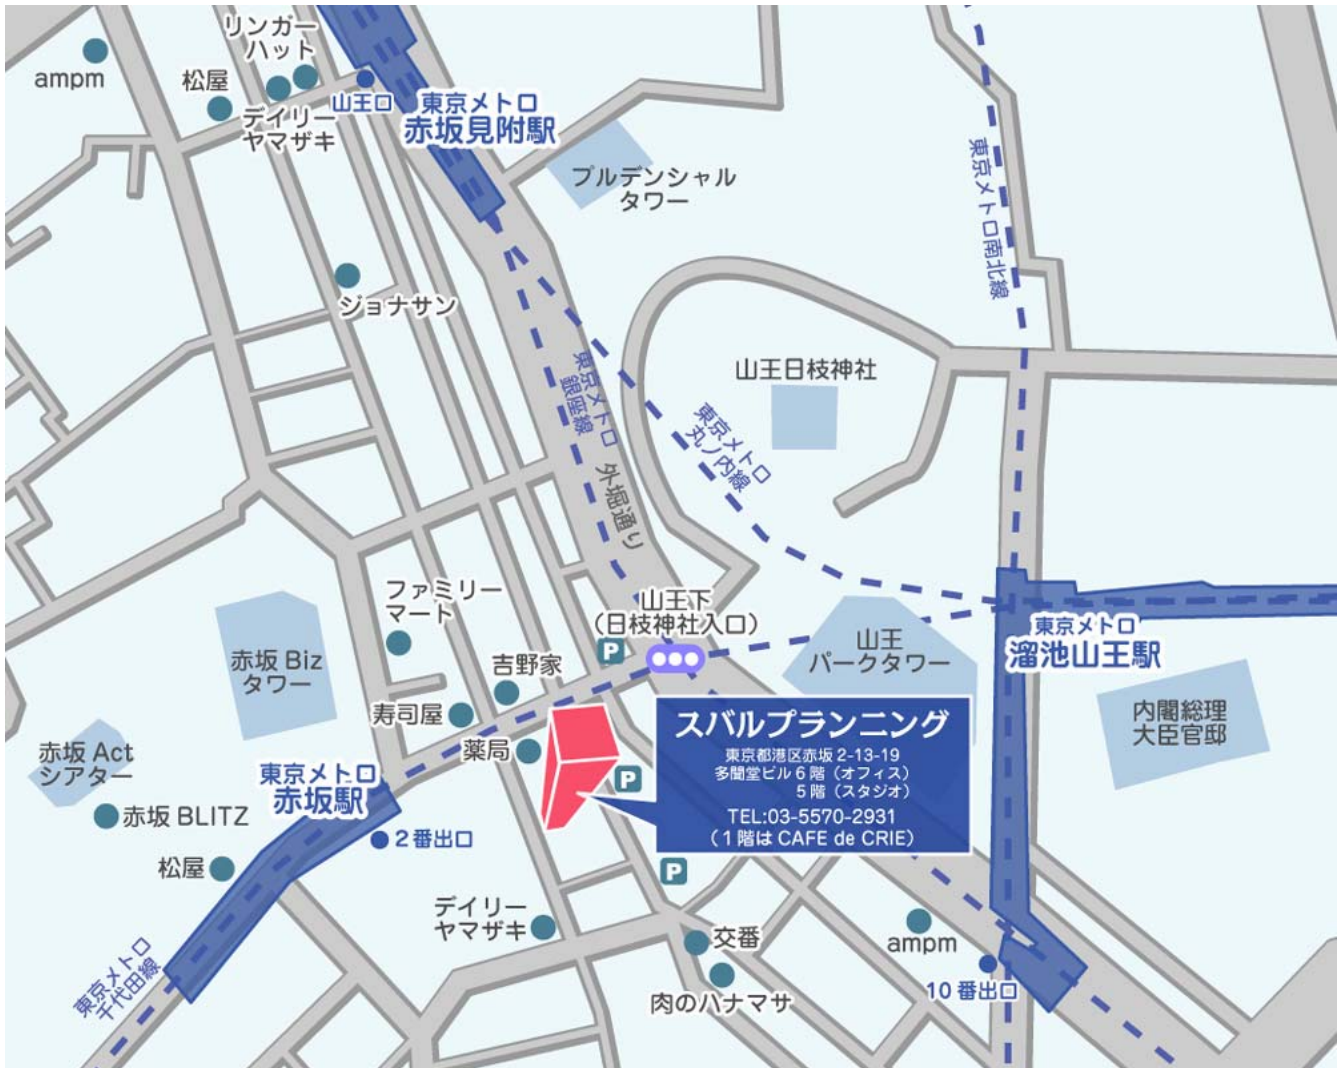 リンガー
ハット
ampm
松屋
デイリー
ヤマザキ
山王口
東京メトロ
赤坂見附駅
プルデンシャル
タワー
東京メトロ南北線
ジョナサン
東京メトロ
銀座線
山王日枝神社
東京メトロ
丸ノ内線
外堀通り
ファミリー
マート
山王下
(日枝神社入口)
P
山王
パークタワー
東京メトロ
溜池山王駅
赤坂 Biz
タワー
吉野家
寿司屋
薬局
内閣総理
大臣官邸
赤坂 Act
シアター
東京メトロ
赤坂駅
スバルプランニング
東京都港区赤坂 2-13-19
多聞堂ビル 6 階(オフィス)
5 階(スタジオ)
TEL:03-5570-2931
(1 階は CAFE de CRIE)
P
赤坂 BLITZ
2 番出口
松屋
P
デイリー
ヤマザキ
交番
ampm
肉のハナマサ
10 番出口
東京メトロ
千代田線